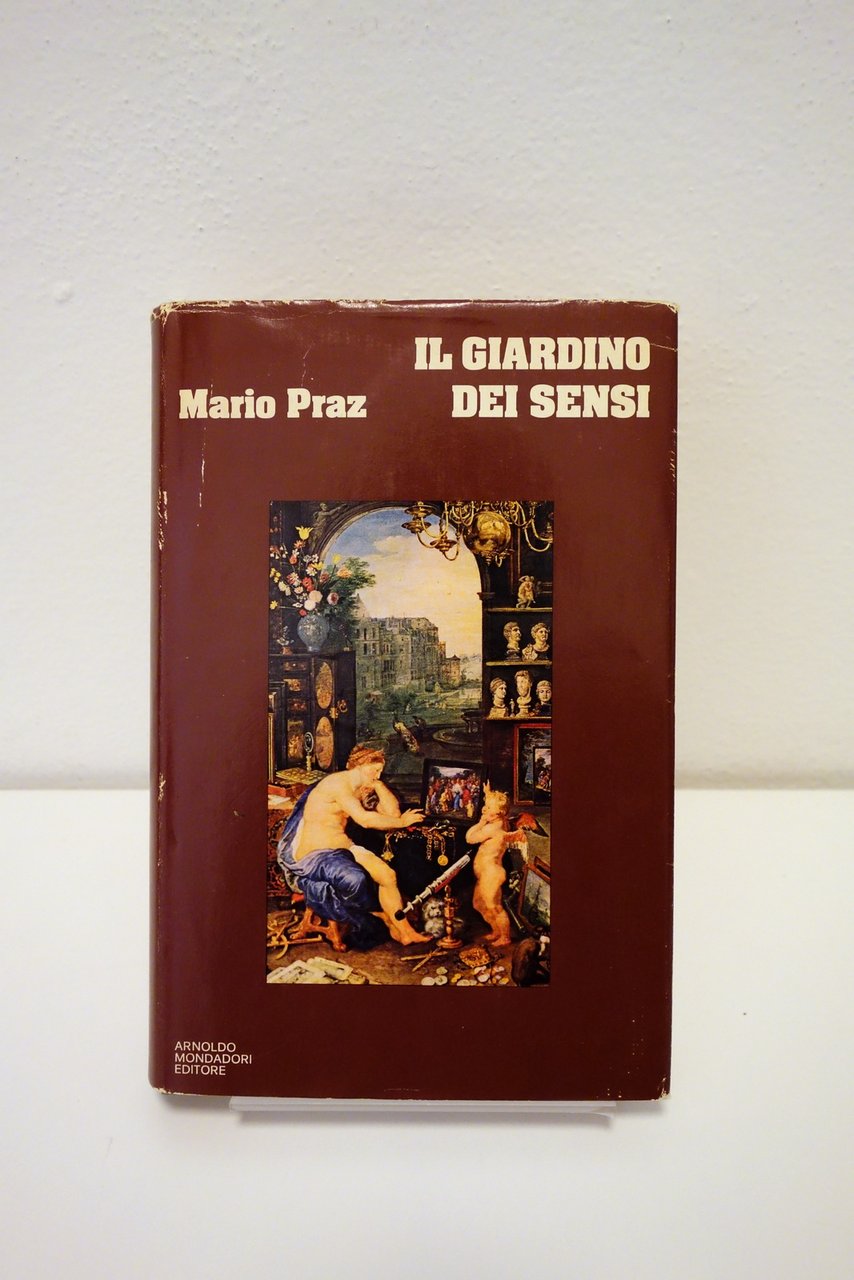 IL GIARDINO
DEI SENSI
Mario Praz
ARNOLDO
MONDADORI
EDITORE